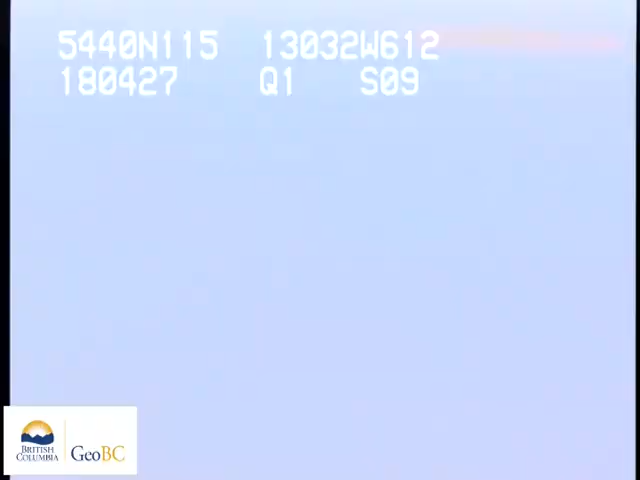 5440N115 13032W612
180427 Q1 S09
BRITISH
COLUMBIA
GeoBC